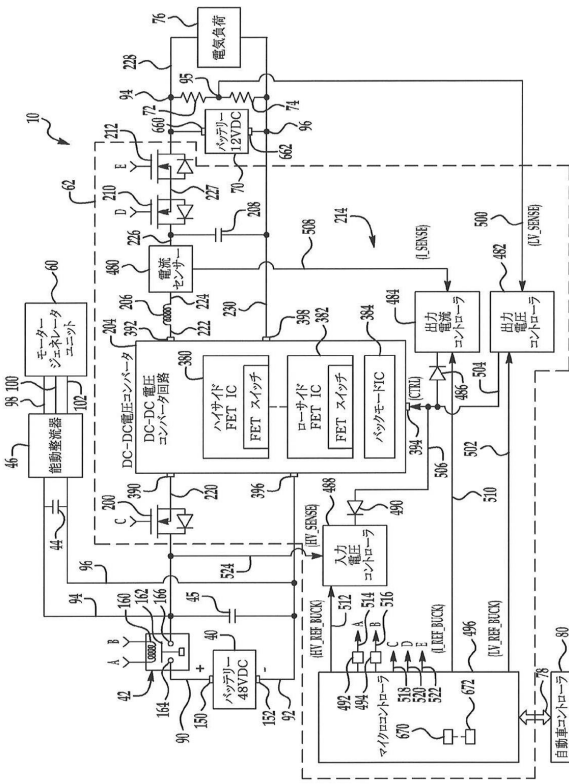 10
76
電気負荷
228
94
95
72
74
660
バッテリー
12VDC
662
70
96
62
212
E
227
210
D
226
208
480
電流
センサー
206
224
222
230
60
モーター
ジェネレータ
ユニット
98
100
102
46
能動整流器
44
204
392
DC-DC電圧コンバータ
DC-DC 電圧
コンバータ回路
380
ハイサイド
FET IC
FET スイッチ
382
ローサイド
FET IC
FET スイッチ
384
バックモードIC
398
390
396
394
(CTRL)
200
C
220
214
508
(I_SENSE)
500
(LV_SENSE)
484
出力
電流
コントローラ
486
482
出力
電圧
コントローラ
504
506
502
510
488
入力
電圧
コントローラ
490
(HV_SENSE)
524
94
96
45
160
162
166
164
A
B
42
90
150
+
40
バッテリー
48VDC
-
152
92
(HV_REF_BUCK)
512
492
A
514
494
B
516
C
518
D
520
E
522
(I_REF_BUCK)
(LV_REF_BUCK)
496
マイクロコントローラ
670
672
78
80
自動車コントローラ